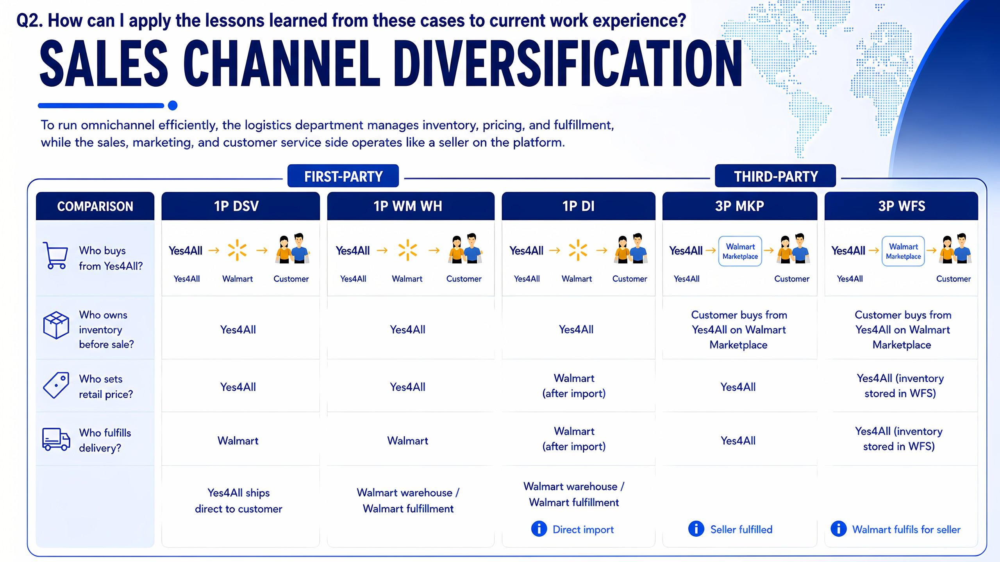 Q2. How can I apply the lessons learned from these cases to current work experience?
SALES CHANNEL DIVERSIFICATION
To run omnichannel efficiently, the logistics department manages inventory, pricing, and fulfillment,
while the sales, marketing, and customer service side operates like a seller on the platform.
FIRST-PARTY
THIRD-PARTY
COMPARISON
1P DSV
1P WM WH
1P DI
3P MKP
3P WFS
Who buys
from Yes4All?
Yes4All
Yes4All
Walmart
Customer
Yes4All
Yes4All
Walmart
Customer
Yes4All
Yes4All
Walmart
Customer
Yes4All
Walmart
Marketplace
Yes4All
Customer
Yes4All
Walmart
Marketplace
Yes4All
Customer
Who owns
inventory
before sale?
Yes4All
Yes4All
Yes4All
Customer buys from
Yes4All on Walmart
Marketplace
Customer buys from
Yes4All on Walmart
Marketplace
Who sets
retail price?
Yes4All
Yes4All
Walmart
(after import)
Yes4All
Yes4All (inventory
stored in WFS)
Who fulfills
delivery?
Walmart
Walmart
Walmart
(after import)
Yes4All
Yes4All (inventory
stored in WFS)
Yes4All ships
direct to customer
Walmart warehouse /
Walmart fulfillment
Walmart warehouse /
Walmart fulfillment
Direct import
Seller fulfilled
Walmart fulfils for seller